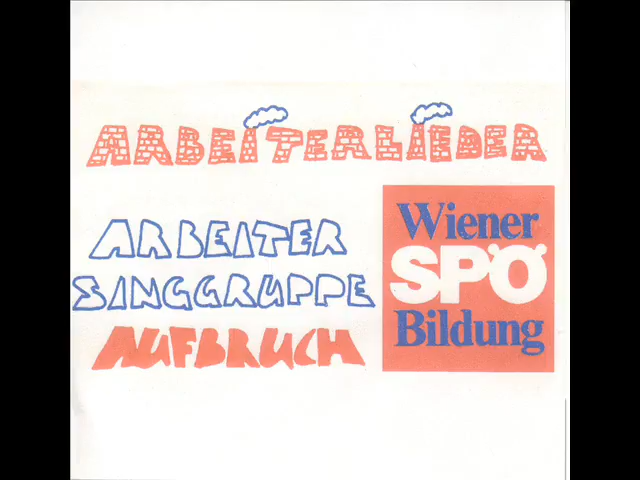 ARBEITERLIEDER
ARBEITER
SINGGRUPPE
AUFBRUCH
Wiener
SPÖ
Bildung